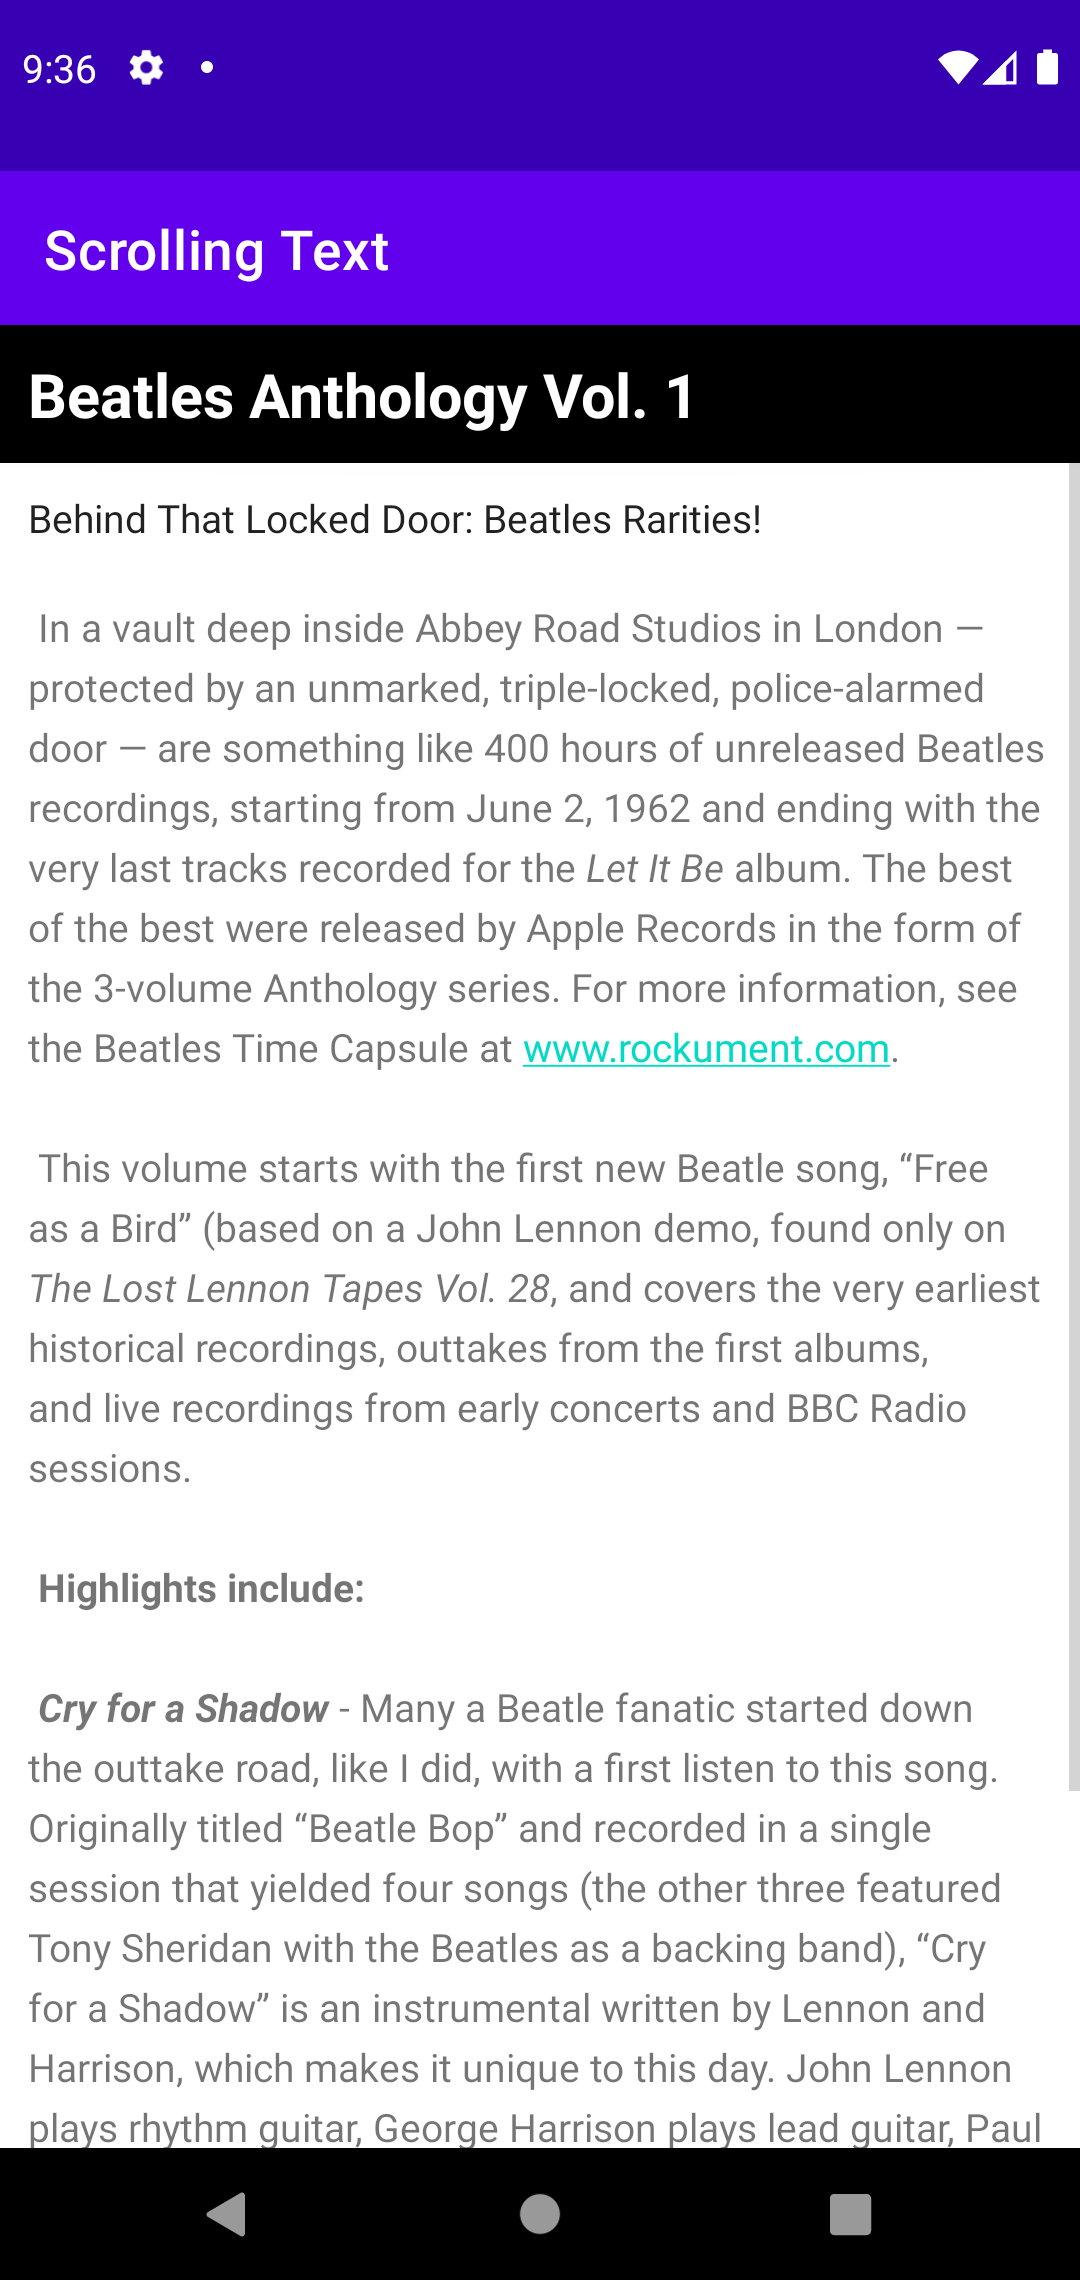 9:36
Scrolling Text
Beatles Anthology Vol. 1
Behind That Locked Door: Beatles Rarities!
In a vault deep inside Abbey Road Studios in London —
protected by an unmarked, triple-locked, police-alarmed
door — are something like 400 hours of unreleased Beatles
recordings, starting from June 2, 1962 and ending with the
very last tracks recorded for the Let It Be album. The best
of the best were released by Apple Records in the form of
the 3-volume Anthology series. For more information, see
the Beatles Time Capsule at www.rockument.com.
This volume starts with the first new Beatle song, “Free
as a Bird” (based on a John Lennon demo, found only on
The Lost Lennon Tapes Vol. 28, and covers the very earliest
historical recordings, outtakes from the first albums,
and live recordings from early concerts and BBC Radio
sessions.
Highlights include:
Cry for a Shadow - Many a Beatle fanatic started down
the outtake road, like I did, with a first listen to this song.
Originally titled “Beatle Bop” and recorded in a single
session that yielded four songs (the other three featured
Tony Sheridan with the Beatles as a backing band), “Cry
for a Shadow” is an instrumental written by Lennon and
Harrison, which makes it unique to this day. John Lennon
plays rhythm guitar, George Harrison plays lead guitar, Paul